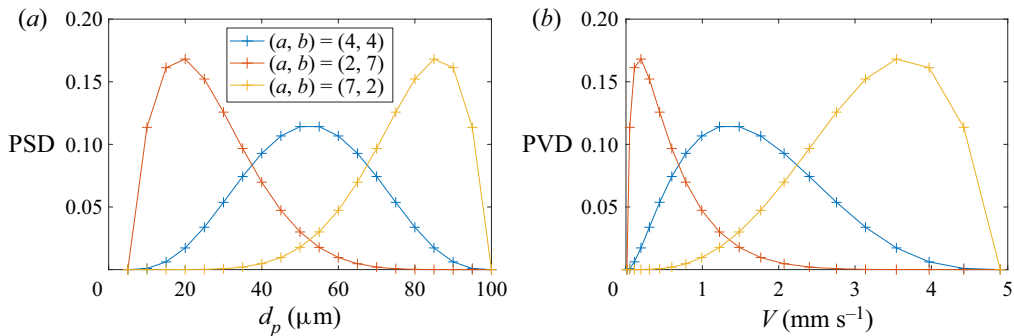 (a)
0.20
0.15
0.10
0.05
PSD
0
20
40
60
80
100
d_p (μm)
(a, b) = (4, 4)
(a, b) = (2, 7)
(a, b) = (7, 2)
(b)
0.20
0.15
0.10
0.05
PVD
0
1
2
3
4
5
V (mm s⁻¹)